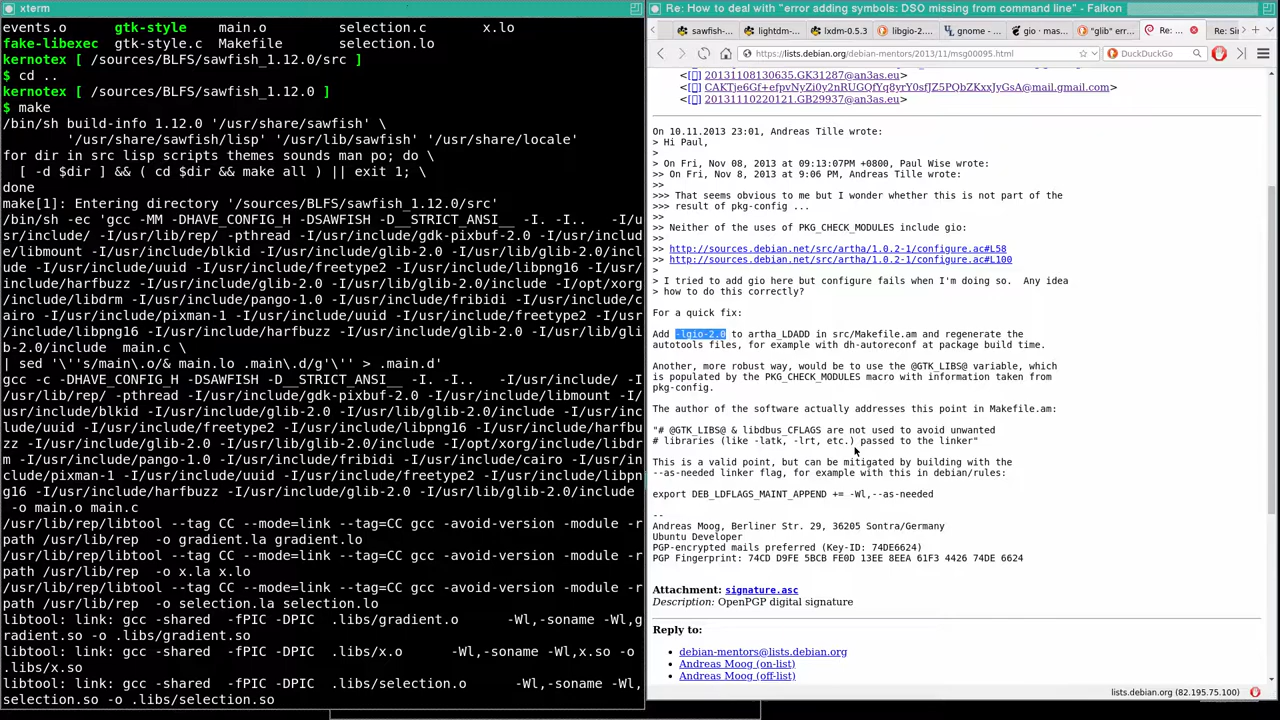 xterm
events.o      gtk-style    main.o    selection.c   x.lo
fake-libexec  gtk-style.c  Makefile  selection.lo
kernotex [ /sources/BLFS/sawfish_1.12.0/src ]
$ cd ..
kernotex [ /sources/BLFS/sawfish_1.12.0 ]
$ make
/bin/sh build-info 1.12.0 '/usr/share/sawfish' \
'/usr/share/sawfish/lisp' '/usr/lib/sawfish' '/usr/share/locale'
for dir in src lisp scripts themes sounds man po; do \
[ -d $dir ] && ( cd $dir && make all ) || exit 1; \
done
make[1]: Entering directory '/sources/BLFS/sawfish_1.12.0/src'
/bin/sh -ec 'gcc -MM -DHAVE_CONFIG_H -DSAWFISH -D__STRICT_ANSI__ -I. -I..   -I/u
sr/include/ -I/usr/lib/rep/ -pthread -I/usr/include/gdk-pixbuf-2.0 -I/usr/includ
e/libmount -I/usr/include/blkid -I/usr/include/glib-2.0 -I/usr/lib/glib-2.0/incl
ude -I/usr/include/uuid -I/usr/include/freetype2 -I/usr/include/libpng16 -I/usr/
include/harfbuzz -I/usr/include/glib-2.0 -I/usr/lib/glib-2.0/include -I/opt/xorg
/include/libdrm -I/usr/include/pango-1.0 -I/usr/include/fribidi -I/usr/include/c
airo -I/usr/include/pixman-1 -I/usr/include/uuid -I/usr/include/freetype2 -I/usr
/include/libpng16 -I/usr/include/harfbuzz -I/usr/include/glib-2.0 -I/usr/lib/gli
b-2.0/include   main.c \
| sed '\''s/main\.o/& main.lo .main\.d/g'\'' > .main.d'
gcc -c -DHAVE_CONFIG_H -DSAWFISH -D__STRICT_ANSI__ -I. -I..   -I/usr/include/ -I
/usr/lib/rep/ -pthread -I/usr/include/gdk-pixbuf-2.0 -I/usr/include/libmount -I/
usr/include/blkid -I/usr/include/glib-2.0 -I/usr/lib/glib-2.0/include -I/usr/inc
lude/uuid -I/usr/include/freetype2 -I/usr/include/libpng16 -I/usr/include/harfbu
zz -I/usr/include/glib-2.0 -I/usr/lib/glib-2.0/include -I/opt/xorg/include/libdr
m -I/usr/include/pango-1.0 -I/usr/include/fribidi -I/usr/include/cairo -I/usr/in
clude/pixman-1 -I/usr/include/uuid -I/usr/include/freetype2 -I/usr/include/libpn
g16 -I/usr/include/harfbuzz -I/usr/include/glib-2.0 -I/usr/lib/glib-2.0/include
-o main.o main.c
/usr/lib/rep/libtool --tag CC --mode=link --tag=CC gcc -avoid-version -module -r
path /usr/lib/rep  -o gradient.la gradient.lo
/usr/lib/rep/libtool --tag CC --mode=link --tag=CC gcc -avoid-version -module -r
path /usr/lib/rep  -o x.la x.lo
/usr/lib/rep/libtool --tag CC --mode=link --tag=CC gcc -avoid-version -module -r
path /usr/lib/rep  -o selection.la selection.lo
libtool: link: gcc -shared  -fPIC -DPIC  .libs/gradient.o      -Wl,-soname -Wl,g
radient.so -o .libs/gradient.so
libtool: link: gcc -shared  -fPIC -DPIC  .libs/x.o      -Wl,-soname -Wl,x.so -o
.libs/x.so
libtool: link: gcc -shared  -fPIC -DPIC  .libs/selection.o      -Wl,-soname -Wl,
selection.so -o .libs/selection.so
Re: How to deal with "error adding symbols: DSO missing from command line" - Falkon
sawfish-... lightdm-... lxdm-0.5.3 libgio-2.... gnome - ... gio · mas... "glib" err... Re: ... Re: Si
https://lists.debian.org/debian-mentors/2013/11/msg00095.html
DuckDuckGo
<[] 20131108130635.GK31287@an3as.eu>
<[] CAKTje6Gf+efpvNyZi0y2nRUGQfYq8yrY0sfJZ5PQbZKxxJyGsA@mail.gmail.com>
<[] 20131110220121.GB29937@an3as.eu>
On 10.11.2013 23:01, Andreas Tille wrote:
> Hi Paul,
>
> On Fri, Nov 08, 2013 at 09:13:07PM +0800, Paul Wise wrote:
>> On Fri, Nov 8, 2013 at 9:06 PM, Andreas Tille wrote:
>>
>>> That seems obvious to me but I wonder whether this is not part of the
>>> result of pkg-config ...
>>
>> Neither of the uses of PKG_CHECK_MODULES include gio:
>>
>> http://sources.debian.net/src/artha/1.0.2-1/configure.ac#L58
>> http://sources.debian.net/src/artha/1.0.2-1/configure.ac#L100
>
> I tried to add gio here but configure fails when I'm doing so.  Any idea
> how to do this correctly?
For a quick fix:
Add -lgio-2.0 to artha_LDADD in src/Makefile.am and regenerate the
autotools files, for example with dh-autoreconf at package build time.
Another, more robust way, would be to use the @GTK_LIBS@ variable, which
is populated by the PKG_CHECK_MODULES macro with information taken from
pkg-config.
The author of the software actually addresses this point in Makefile.am:
"# @GTK_LIBS@ & libdbus_CFLAGS are not used to avoid unwanted
# libraries (like -latk, -lrt, etc.) passed to the linker"
This is a valid point, but can be mitigated by building with the
--as-needed linker flag, for example with this in debian/rules:
export DEB_LDFLAGS_MAINT_APPEND += -Wl,--as-needed
--
Andreas Moog, Berliner Str. 29, 36205 Sontra/Germany
Ubuntu Developer
PGP-encrypted mails preferred (Key-ID: 74DE6624)
PGP Fingerprint: 74CD D9FE 5BCB FE0D 13EE 8EEA 61F3 4426 74DE 6624
Attachment: signature.asc
Description: OpenPGP digital signature
Reply to:
debian-mentors@lists.debian.org
Andreas Moog (on-list)
Andreas Moog (off-list)
lists.debian.org (82.195.75.100)